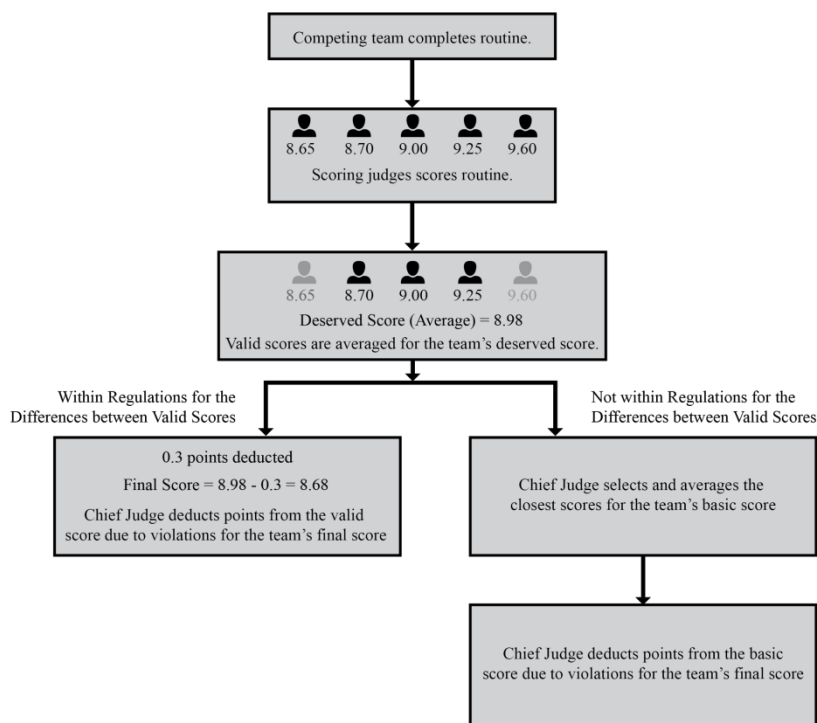 Competing team completes routine.
8.65 8.70 9.00 9.25 9.60
Scoring judges scores routine.
8.65 8.70 9.00 9.25 9.60
Deserved Score (Average) = 8.98
Valid scores are averaged for the team's deserved score.
Within Regulations for the
Differences between Valid Scores
Not within Regulations for the
Differences between Valid Scores
0.3 points deducted
Final Score = 8.98 - 0.3 = 8.68
Chief Judge deducts points from the valid
score due to violations for the team's final score
Chief Judge selects and averages the
closest scores for the team's basic score
Chief Judge deducts points from the basic
score due to violations for the team's final score